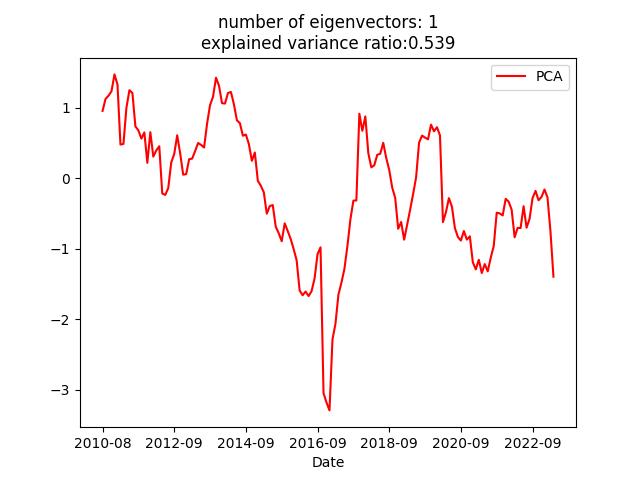 number of eigenvectors: 1
explained variance ratio:0.539
PCA
1
0
−1
−2
−3
2010-08 2012-09 2014-09 2016-09 2018-09 2020-09 2022-09
Date